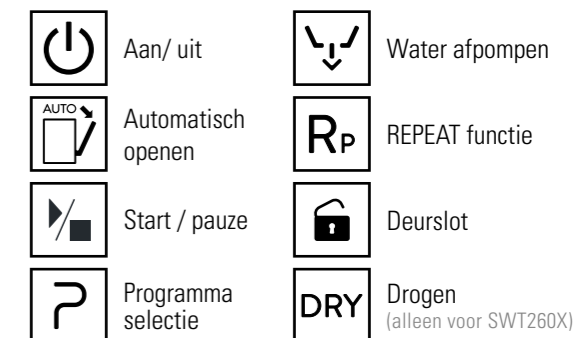 Aan/ uit
AUTO
Automatisch
openen
Start / pauze
P
Programma
selectie
Water afpompen
RP
REPEAT functie
Deurslot
DRY
Drogen
(alleen voor SWT260X)